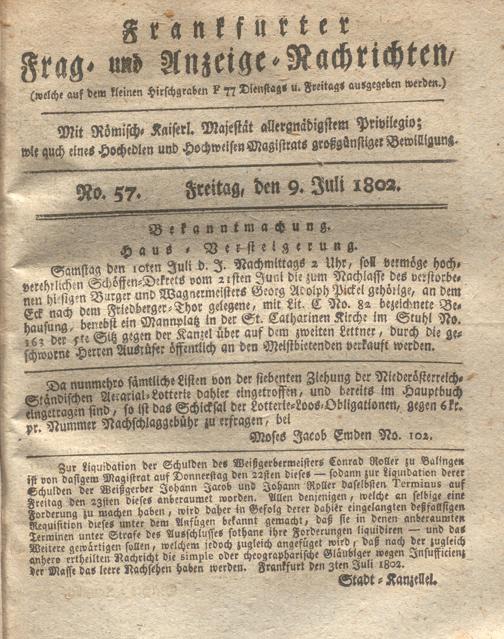 Frankfurter
Frag- und Anzeige-Nachrichten,
(welche auf dem kleinen Hirschgraben F 77 Dienstags u. Freitags ausgegeben werden.)
Mit Römisch-Kaiserl. Majestät allergnädigstem Privilegio;
wie auch eines Hochedlen und Hochweisen Magistrats großgünstiger Bewilligung.
No. 57. Freitag, den 9. Juli 1802.
Bekanntmachung.
Haus-Versteigerung.
Samstag den 10ten Juli d. J. Nachmittags 2 Uhr, soll vermöge hoch-
verehrlichen Schöffen-Dekrets vom 21sten Juni die zum Nachlasse des verstorbe-
nen hiesigen Burger und Wagnermeisters Georg Adolph Bickel gehörige, an dem
Eck nach dem Friedberger-Thor gelegene, mit Lit. C No. 82 bezeichnete Be-
hausung, benebst ein Mannplatz in der St. Catharinen Kirche im Stuhl No.
163 der 5te Sitz gegen der Kanzel über auf dem zweiten Lettner, durch die ge-
schworne Herren Ausrüfer öffentlich an den Meistbietenden verkauft werden.
Da nunmehro sämtliche Listen von der siebenten Ziehung der Niederösterreich-
Ständischen Aerarial-Lotterie dahier eingetroffen, und bereits im Hauptbuch
eingetragen sind, so ist das Schicksal der Lotterie-Loos-Obligationen, gegen 6 kr.
pr. Nummer Nachschlaggebühr zu erfragen, bei
Moses Jacob Emden No. 102.
Zur Liquidation der Schulden des Weißgerbermeisters Conrad Roller zu Balingen
ist von dasigem Magistrat auf Donnerstag den 22sten dieses — sodann zur Liquidation derer
Schulden der Weißgerber Johann Jacob und Johann Roller daselbsten Terminus auf
Freitag den 23sten dieses anberaumet worden. Allen denjenigen, welche an selbige eine
Forderung zu machen haben, wird daher in Gefolg derer dahier eingelangten desfallsigen
Requisition dieses unter dem Anfügen bekannt gemacht, daß sie in denen anberaumten
Terminen unter Strafe des Ausschlusses sothane ihre Forderungen liquidiren — und das
Weitere gewärtigen sollen, welchem jedoch zugleich angefüget wird, daß nach der zugleich
anhero ertheilten Nachricht die simple oder cheographarische Gläubiger wegen Insufficienz
der Masse das leere Nachsehen haben werden. Frankfurt den 3ten Juli 1802.
Stadt-Kanzellei.